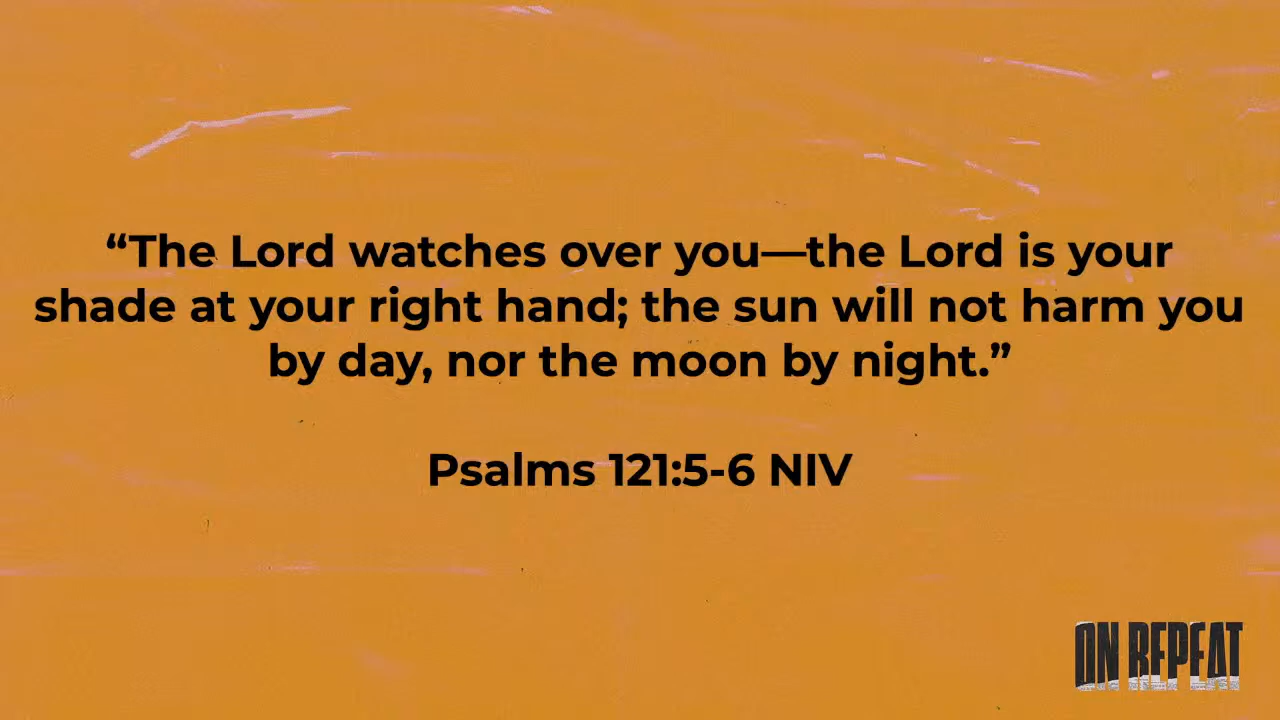 “The Lord watches over you—the Lord is your
shade at your right hand; the sun will not harm you
by day, nor the moon by night.”
Psalms 121:5-6 NIV
ON REPEAT